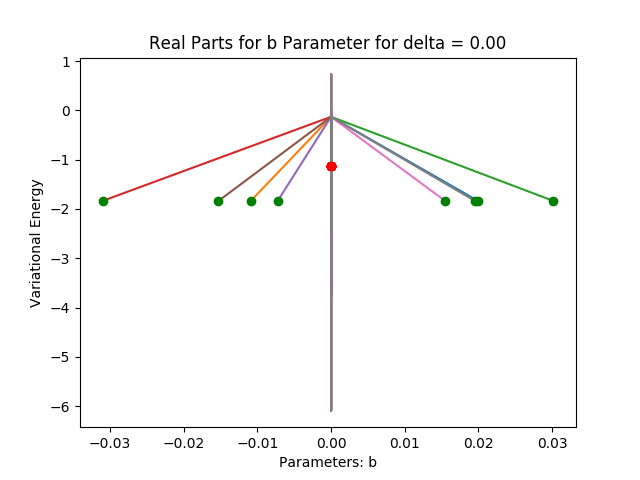 Real Parts for b Parameter for delta = 0.00
1
0
−1
−2
−3
−4
−5
−6
Variational Energy
−0.03 −0.02 −0.01 0.00 0.01 0.02 0.03
Parameters: b